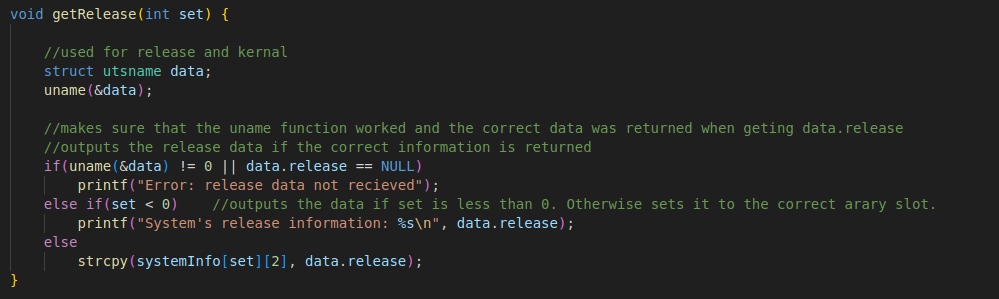 void getRelease(int set) {
//used for release and kernal
struct utsname data;
uname(&data);
//makes sure that the uname function worked and the correct data was returned when geting data.release
//outputs the release data if the correct information is returned
if(uname(&data) != 0 || data.release == NULL)
printf("Error: release data not recieved");
else if(set < 0)    //outputs the data if set is less than 0. Otherwise sets it to the correct arary slot.
printf("System's release information: %s\n", data.release);
else
strcpy(systemInfo[set][2], data.release);
}